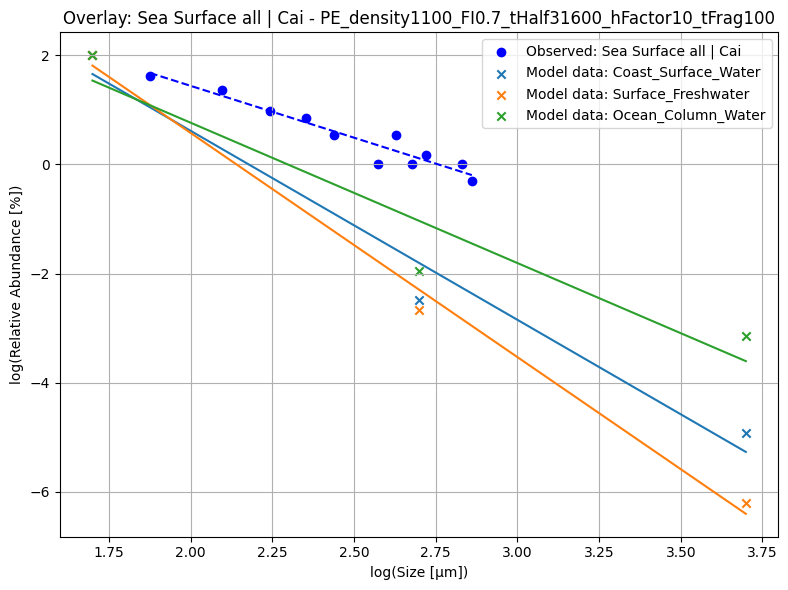 Overlay: Sea Surface all | Cai - PE_density1100_FI0.7_tHalf31600_hFactor10_tFrag100
Observed: Sea Surface all | Cai
Model data: Coast_Surface_Water
Model data: Surface_Freshwater
Model data: Ocean_Column_Water
log(Relative Abundance [%])
2
0
−2
−4
−6
1.75 2.00 2.25 2.50 2.75 3.00 3.25 3.50 3.75
log(Size [μm])